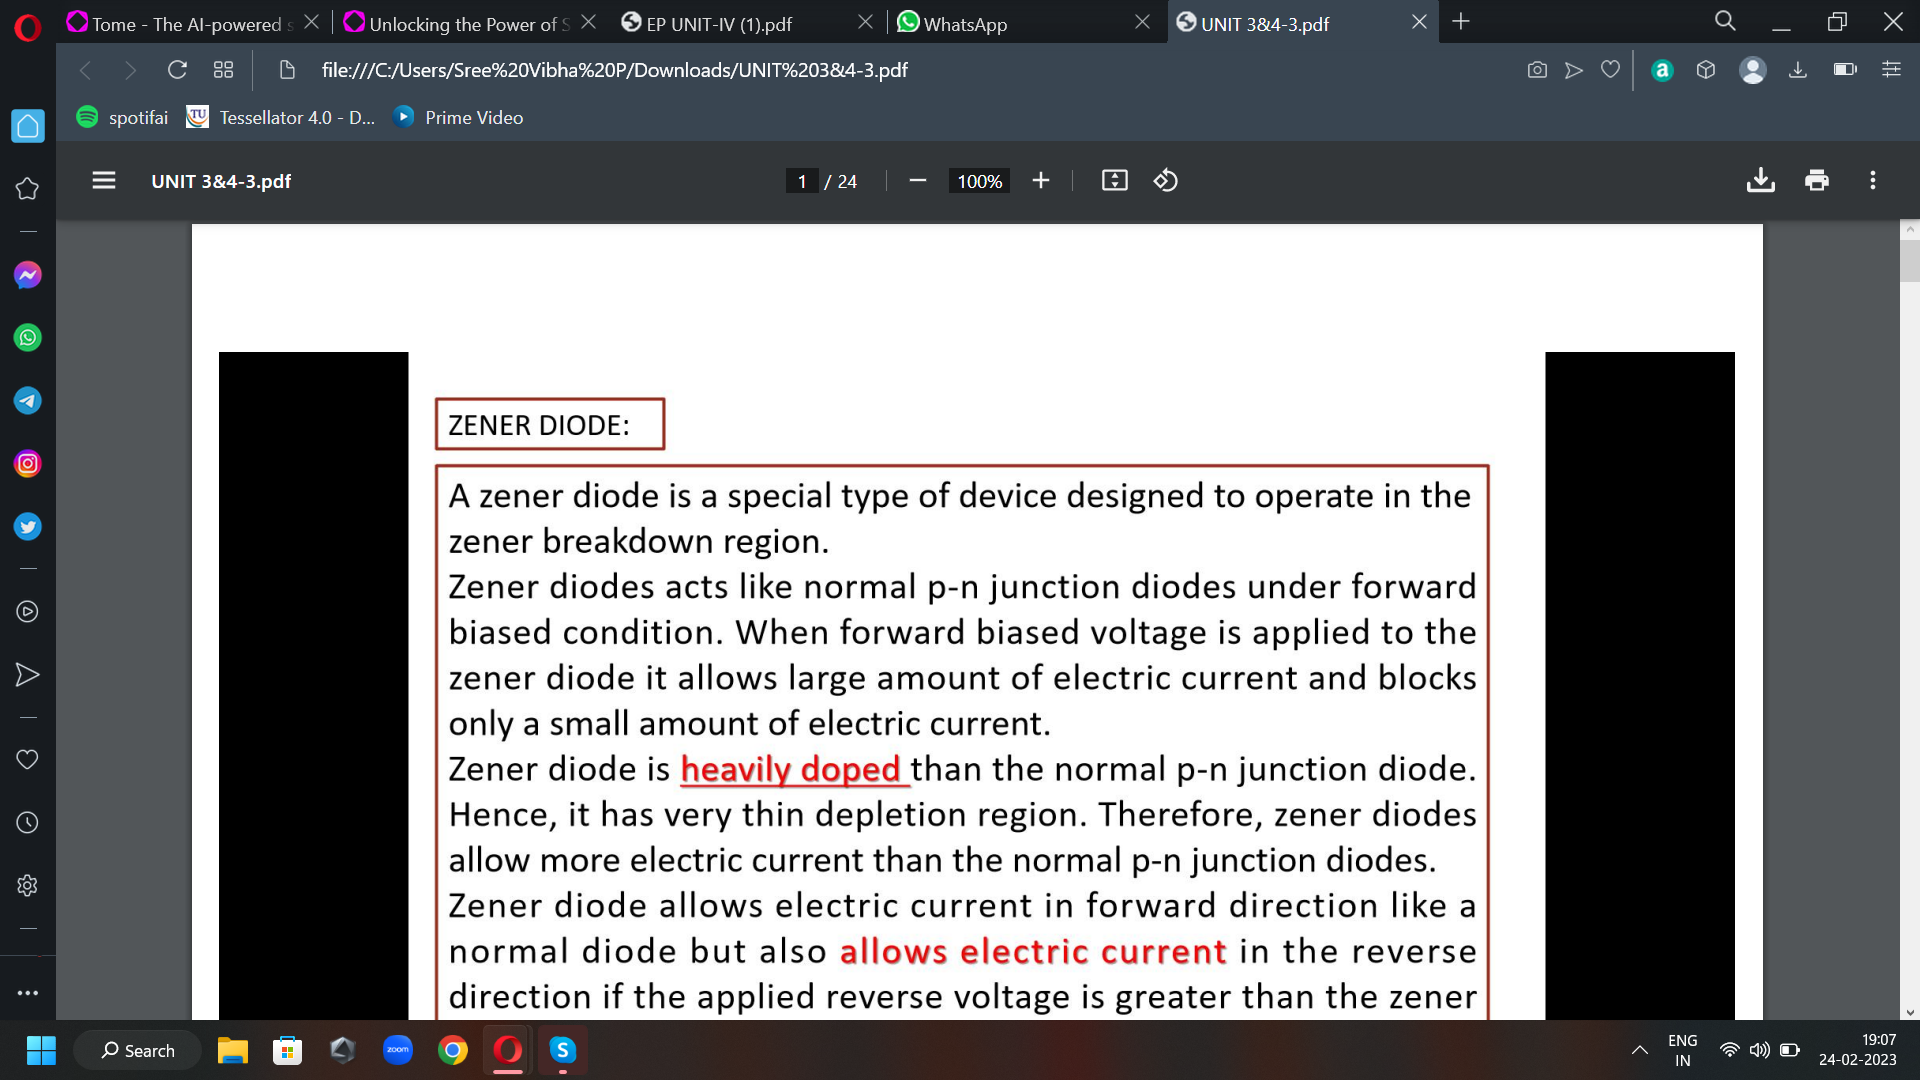 Tome - The AI-powered s
Unlocking the Power of S
EP UNIT-IV (1).pdf
WhatsApp
UNIT 3&4-3.pdf
file:///C:/Users/Sree%20Vibha%20P/Downloads/UNIT%203&4-3.pdf
a
spotifai
TU
Tessellator 4.0 - D...
Prime Video
UNIT 3&4-3.pdf
1 / 24
100%
ZENER DIODE:
A zener diode is a special type of device designed to operate in the
zener breakdown region.
Zener diodes acts like normal p-n junction diodes under forward
biased condition. When forward biased voltage is applied to the
zener diode it allows large amount of electric current and blocks
only a small amount of electric current.
Zener diode is heavily doped than the normal p-n junction diode.
Hence, it has very thin depletion region. Therefore, zener diodes
allow more electric current than the normal p-n junction diodes.
Zener diode allows electric current in forward direction like a
normal diode but also allows electric current in the reverse
direction if the applied reverse voltage is greater than the zener
Search
zoom
S
ENG
IN
19:07
24-02-2023